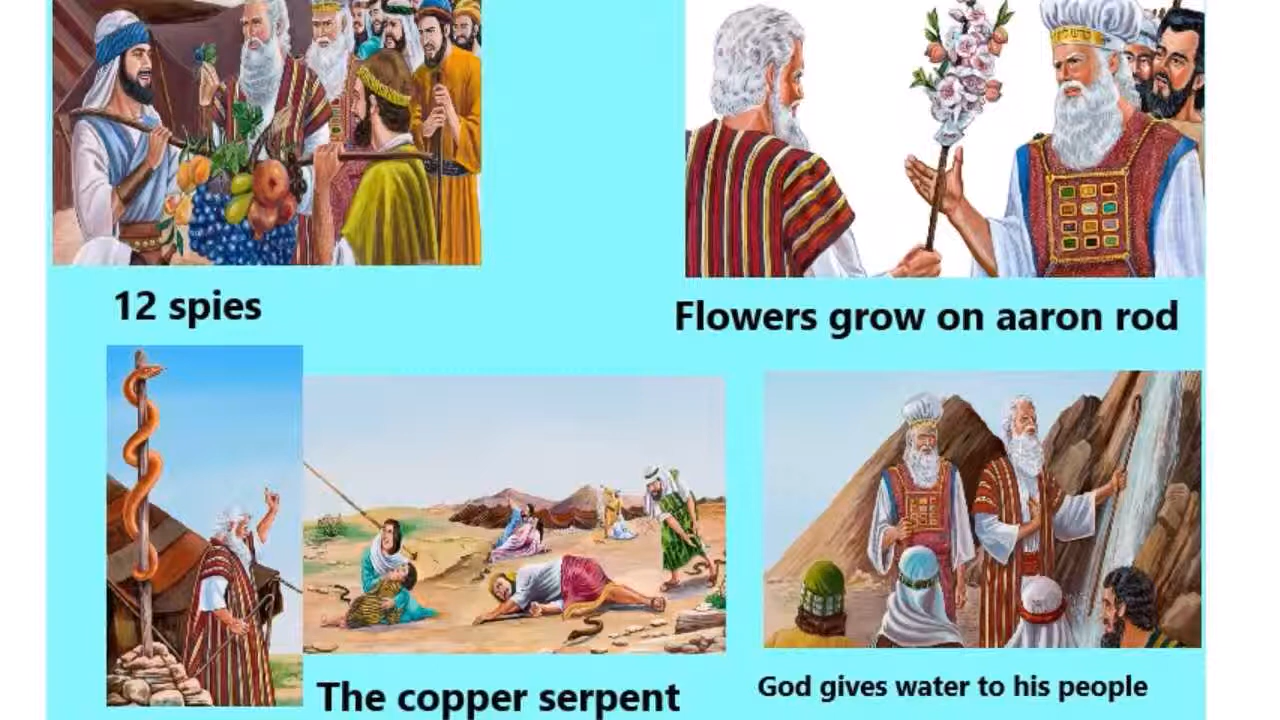 12 spies
Flowers grow on aaron rod
The copper serpent
God gives water to his people